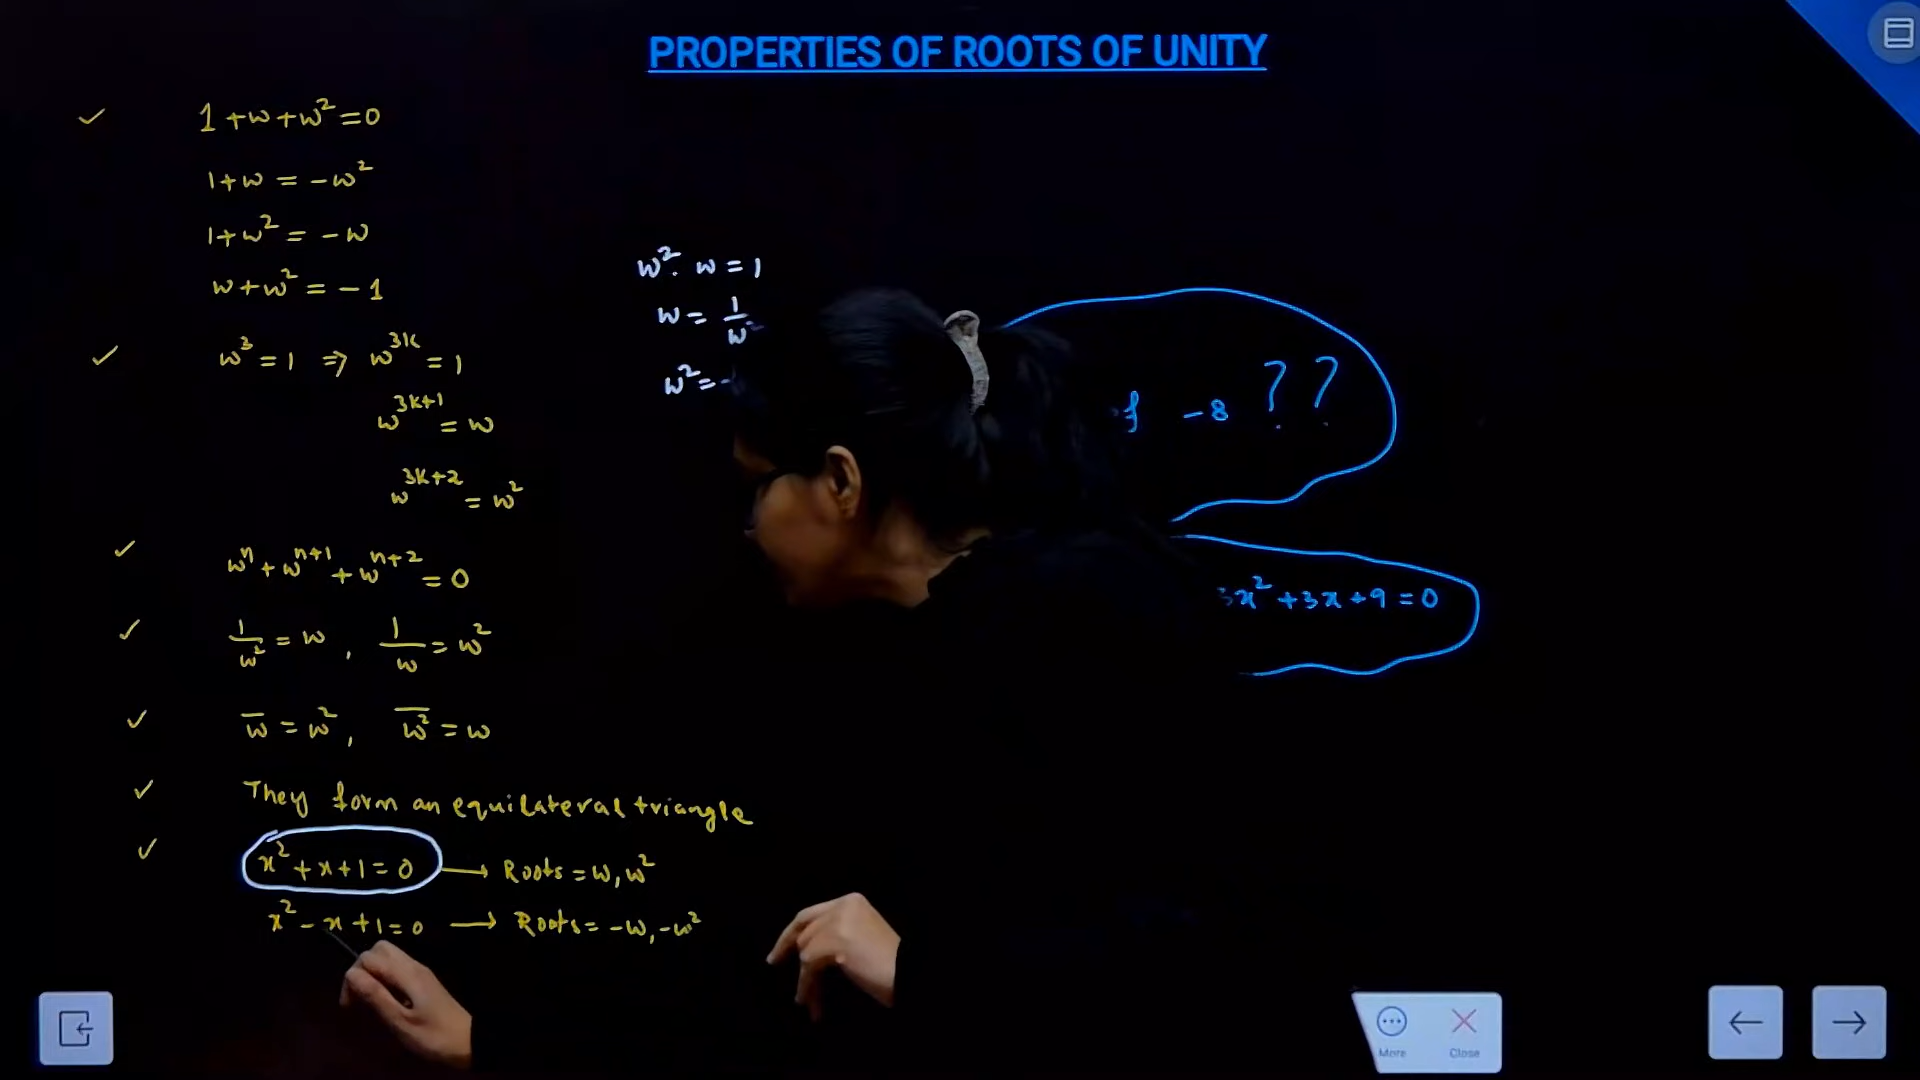 PROPERTIES OF ROOTS OF UNITY
1+w+w²=0
1+w = -w²
1+w² = -w
w+w² = -1
w³=1 ⇒ w³ᵏ=1
w³ᵏ⁺¹ = w
w³ᵏ⁺² = w²
wⁿ+wⁿ⁺¹+wⁿ⁺²=0
1/w² = w, 1/w = w²
w̅ = w², w̅²̅ = w
They form an equilateral triangle
x²+x+1=0 → Roots = w, w²
x²-x+1=0 → Roots = -w, -w²
w². w = 1
w = 1/w²
w² =
-8 ??
3x²+3x+9=0
More
Close